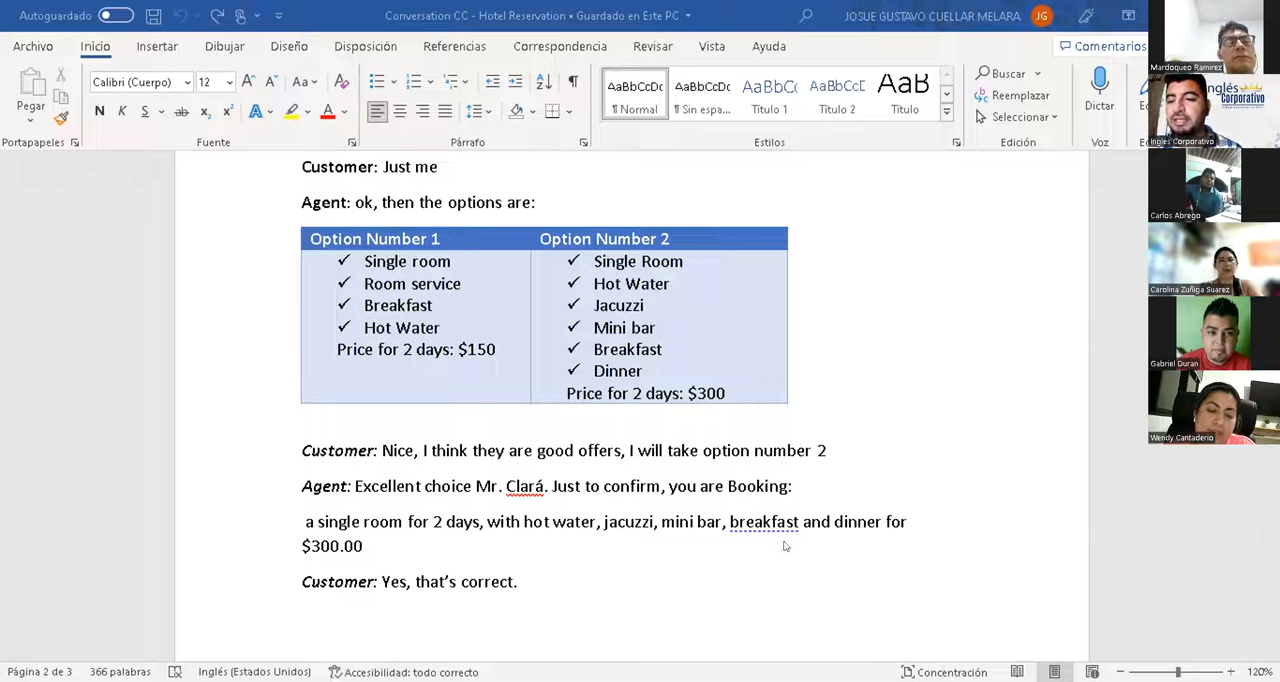 Autoguardado
Conversation CC - Hotel Reservation • Guardado en Este PC
JOSUE GUSTAVO CUELLAR MELARA
JG
Archivo Inicio Insertar Dibujar Diseño Disposición Referencias Correspondencia Revisar Vista Ayuda
Comentarios
Pegar
Calibri (Cuerpo) 12
N K S ab x₂ x²
AaBbCcDc AaBbCcDc AaBbCc AaBbCcD AaB
Normal Sin espa... Título 1 Título 2 Título
Buscar
Reemplazar
Seleccionar
Dictar
Portapapeles Fuente Párrafo Estilos Edición Voz
Customer: Just me
Agent: ok, then the options are:
Option Number 1 Option Number 2
✓ Single room ✓ Single Room
✓ Room service ✓ Hot Water
✓ Breakfast ✓ Jacuzzi
✓ Hot Water ✓ Mini bar
Price for 2 days: $150 ✓ Breakfast
✓ Dinner
Price for 2 days: $300
Customer: Nice, I think they are good offers, I will take option number 2
Agent: Excellent choice Mr. Clará. Just to confirm, you are Booking:
a single room for 2 days, with hot water, jacuzzi, mini bar, breakfast and dinner for
$300.00
Customer: Yes, that's correct.
Página 2 de 3 366 palabras Inglés (Estados Unidos) Accesibilidad: todo correcto Concentración 120%
Mardoqueo Ramirez
Inglés
Corporativo
Ingles Corporativo
Carlos Abrego
Carolina Zuñiga Suarez
Gabriel Duran
Wendy Cantaderio